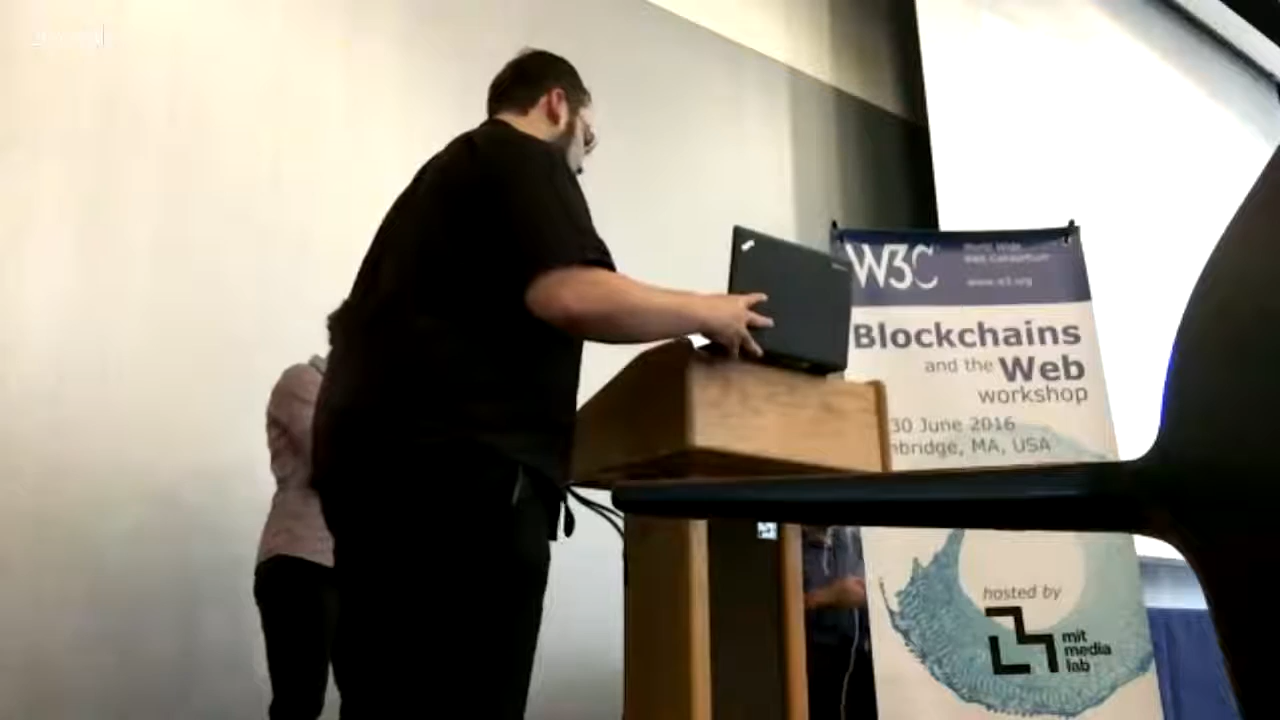 W3C
World Wide
Web Consortium
www.w3.org
Blockchains
and the Web
workshop
30 June 2016
bridge, MA, USA
hosted by
mit
media
lab